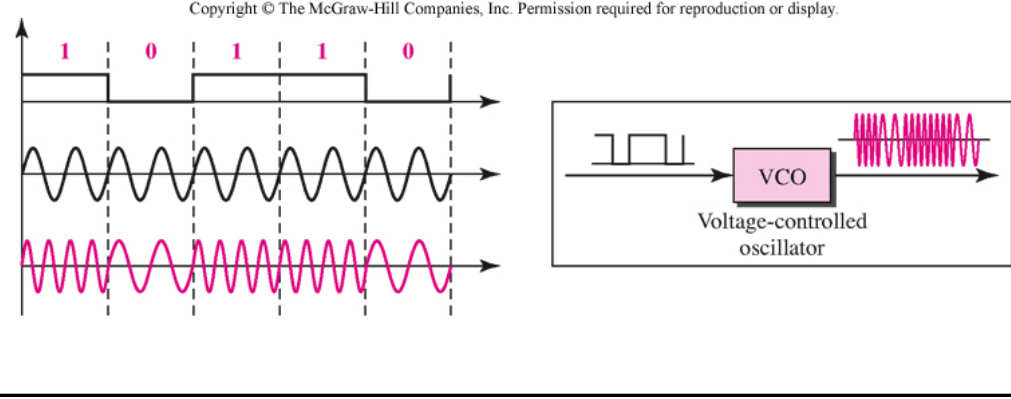 Copyright © The McGraw-Hill Companies, Inc. Permission required for reproduction or display.
1 0 1 1 0
VCO
Voltage-controlled
oscillator